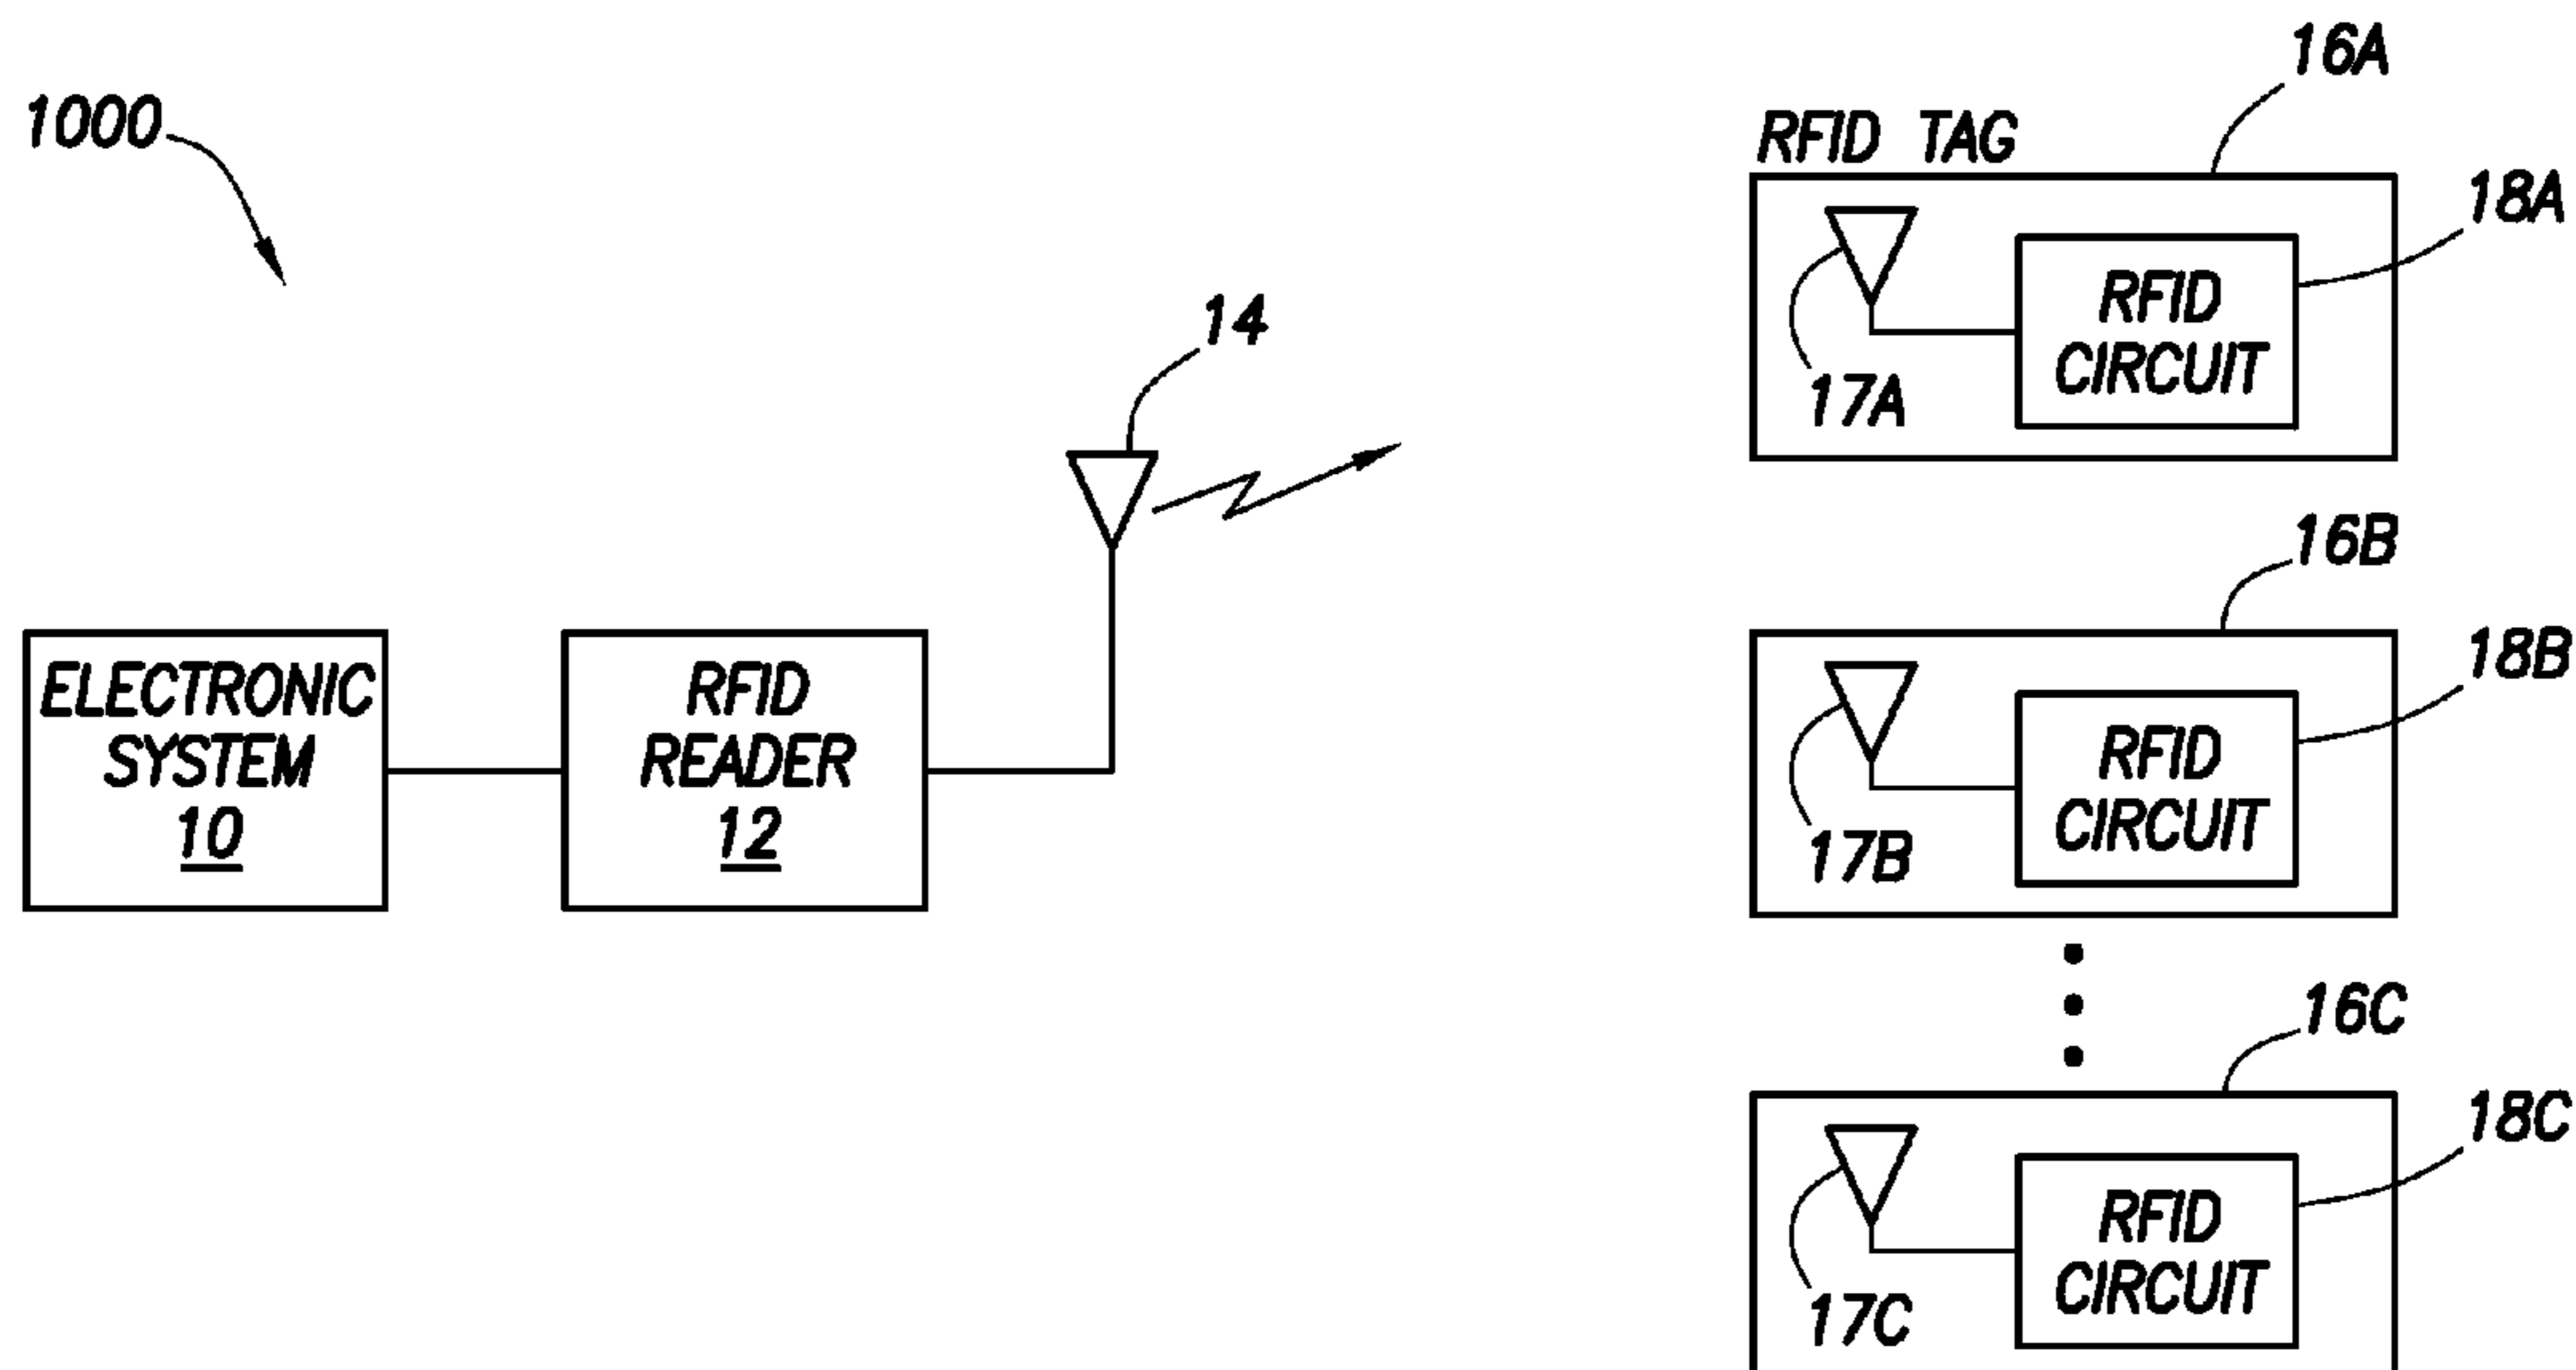 1000
14
ELECTRONIC
SYSTEM
10
RFID
READER
12
16A
RFID TAG
18A
RFID
CIRCUIT
17A
16B
18B
RFID
CIRCUIT
17B
16C
18C
RFID
CIRCUIT
17C